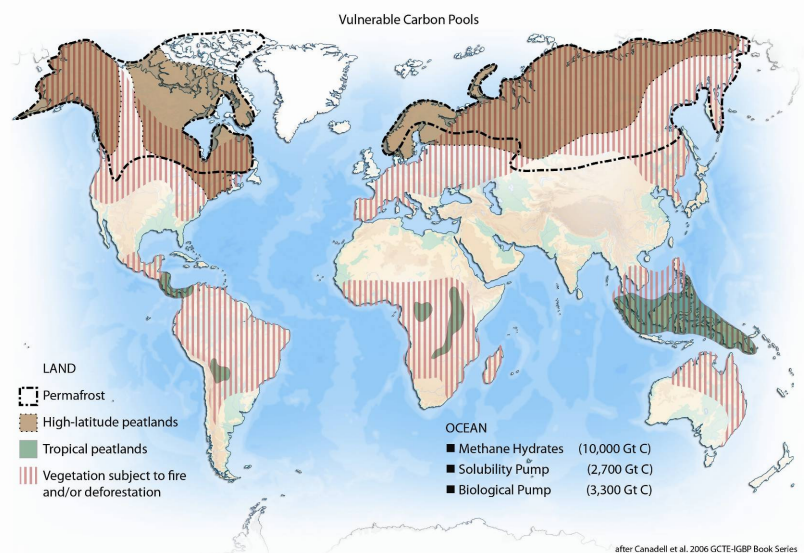 Vulnerable Carbon Pools
LAND
Permafrost
High-latitude peatlands
Tropical peatlands
Vegetation subject to fire
and/or deforestation
OCEAN
Methane Hydrates (10,000 Gt C)
Solubility Pump (2,700 Gt C)
Biological Pump (3,300 Gt C)
after Canadell et al. 2006 GCTE-IGBP Book Series